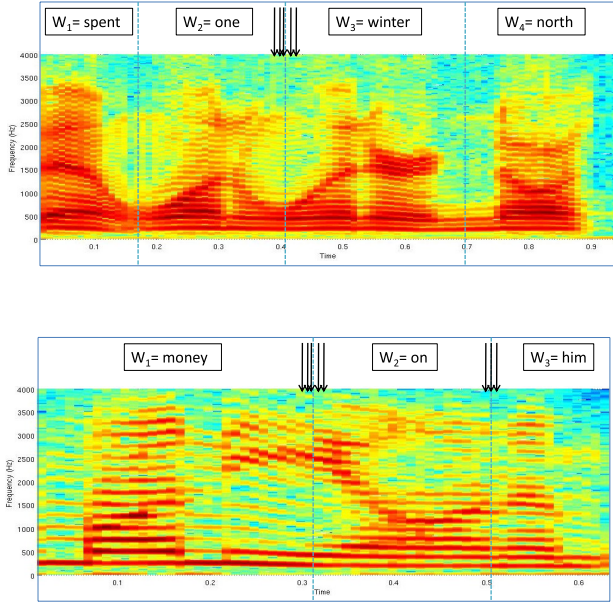 W1= spent W2= one W3= winter W4= north
4000
3500
3000
2500
2000
1500
1000
500
0
Frequency (Hz)
0.1 0.2 0.3 0.4 0.5 0.6 0.7 0.8 0.9
Time
W1= money W2= on W3= him
4000
3500
3000
2500
2000
1500
1000
500
0
Frequency (Hz)
0.1 0.2 0.3 0.4 0.5 0.6
Time